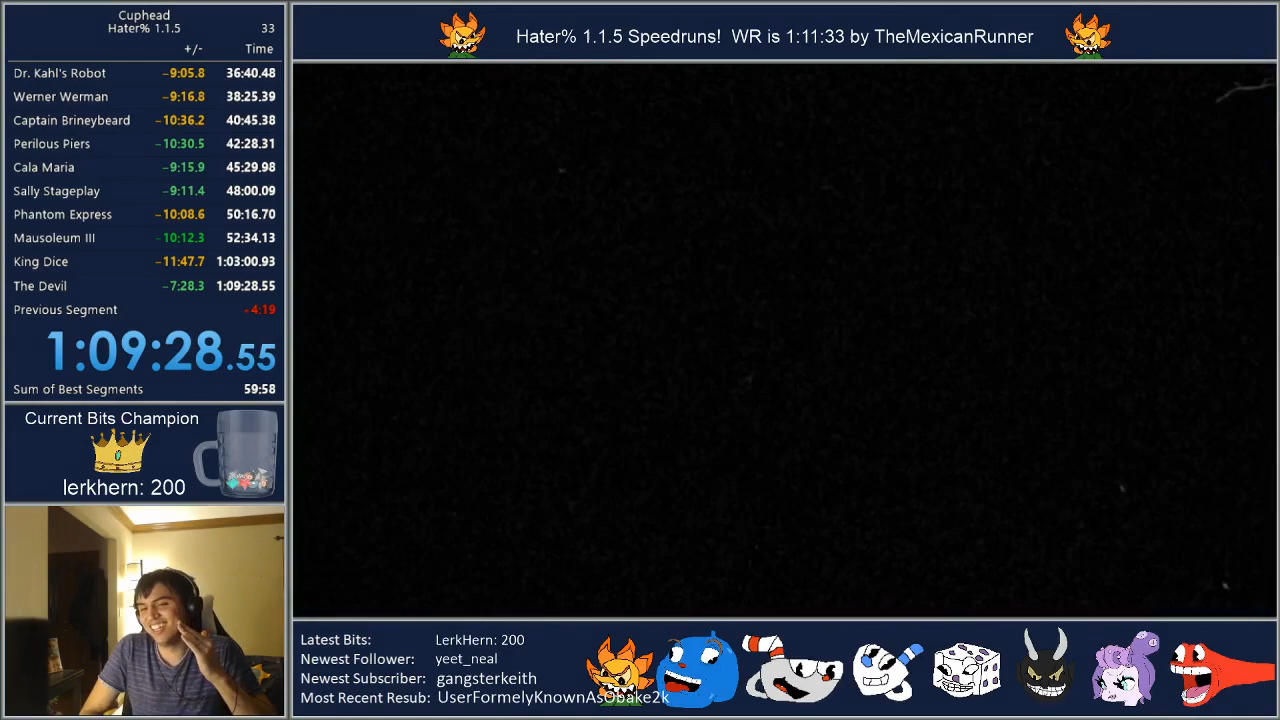 Cuphead
Hater% 1.1.5 33
+/- Time
Dr. Kahl's Robot -9:05.8 36:40.48
Werner Werman -9:16.8 38:25.39
Captain Brineybeard -10:36.2 40:45.38
Perilous Piers -10:30.5 42:28.31
Cala Maria -9:15.9 45:29.98
Sally Stageplay -9:11.4 48:00.09
Phantom Express -10:08.6 50:16.70
Mausoleum III -10:12.3 52:34.13
King Dice -11:47.7 1:03:00.93
The Devil -7:28.3 1:09:28.55
Previous Segment +4:19
1:09:28.55
Sum of Best Segments 59:58
Current Bits Champion
lerkhern: 200
Hater% 1.1.5 Speedruns! WR is 1:11:33 by TheMexicanRunner
Latest Bits: LerkHern: 200
Newest Follower: yeet_neal
Newest Subscriber: gangsterkeith
Most Recent Resub: UserFormelyKnownAsObake2k